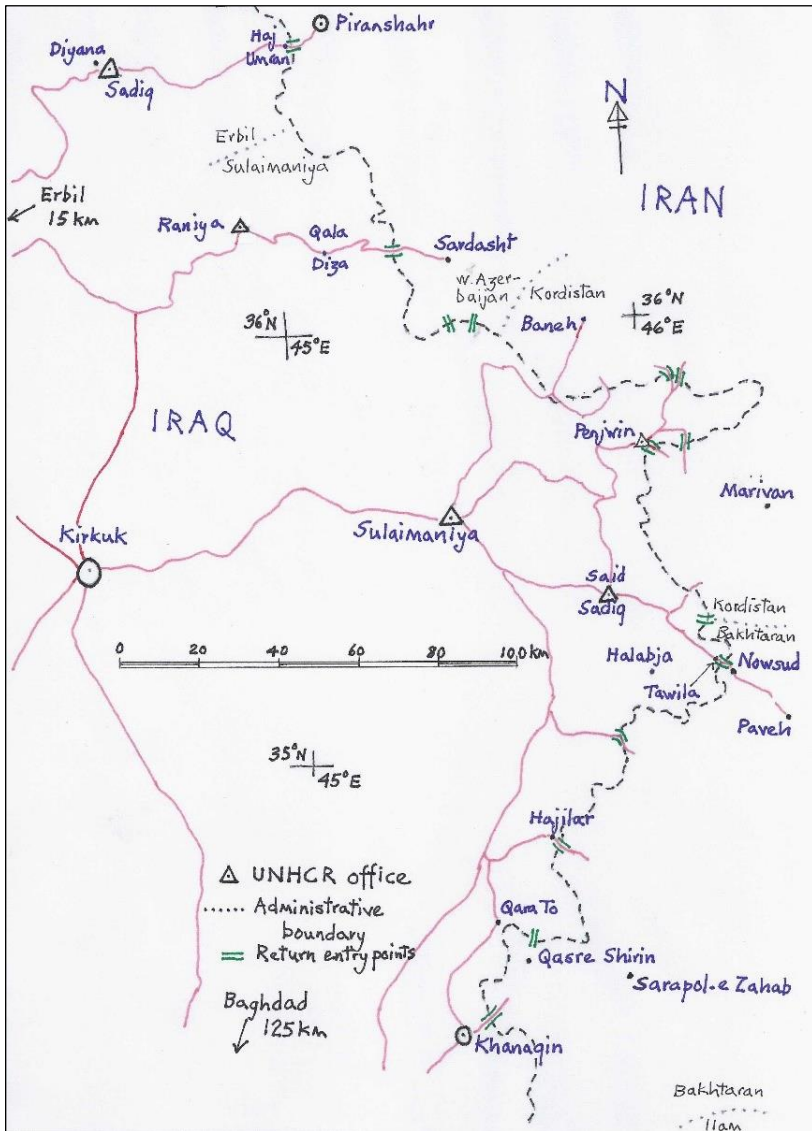 Piranshahr
Haj
Umran
Diyana
Sadiq
N
Erbil
Sulaimaniya
IRAN
Erbil
15 km
Raniya
Qala
Diza
Sardasht
W. Azer-
baijan
Kordistan
36°N
46°E
Baneh
36°N
45°E
IRAQ
Penjwin
Marivan
Kirkuk
Sulaimaniya
Said
Sadiq
Kordistan
Bakhtaran
0 20 40 60 80 100 km
Halabja
Nowsud
Tawila
Paveh
35°N
45°E
Hajilar
UNHCR office
Administrative
boundary
Return entry points
Qara To
Qasre Shirin
Sarapol-e Zahab
Baghdad
125 km
Khanaqin
Bakhtaran
Ilam